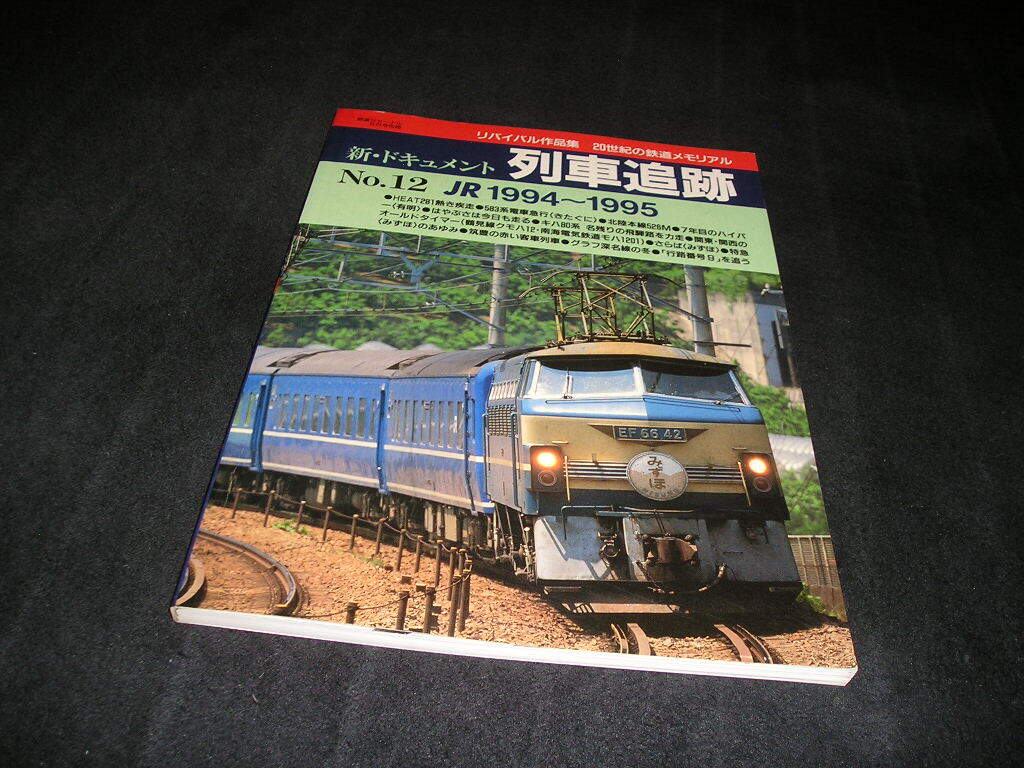 リバイバル作品集 20世紀の鉄道メモリアル
新・ドキュメント 列車追跡
No.12 JR 1994〜1995
●HEAT281熱き疾走●583系電車急行〈きたぐに〉●北陸本線526M●7年目のハイパ
ー〈有明〉●はやぶさは今日も走る●キハ80系 名残りの飛騨路を力走●関東・関西の
オールドタイマー(鶴見線クモハ12・南海電気鉄道モハ1201)●さらば〈みずほ〉●特急
〈みずほ〉のあゆみ●筑豊の赤い客車列車●グラフ深名線の冬●「行路番号9」を追う
EF 66 42
みずほ